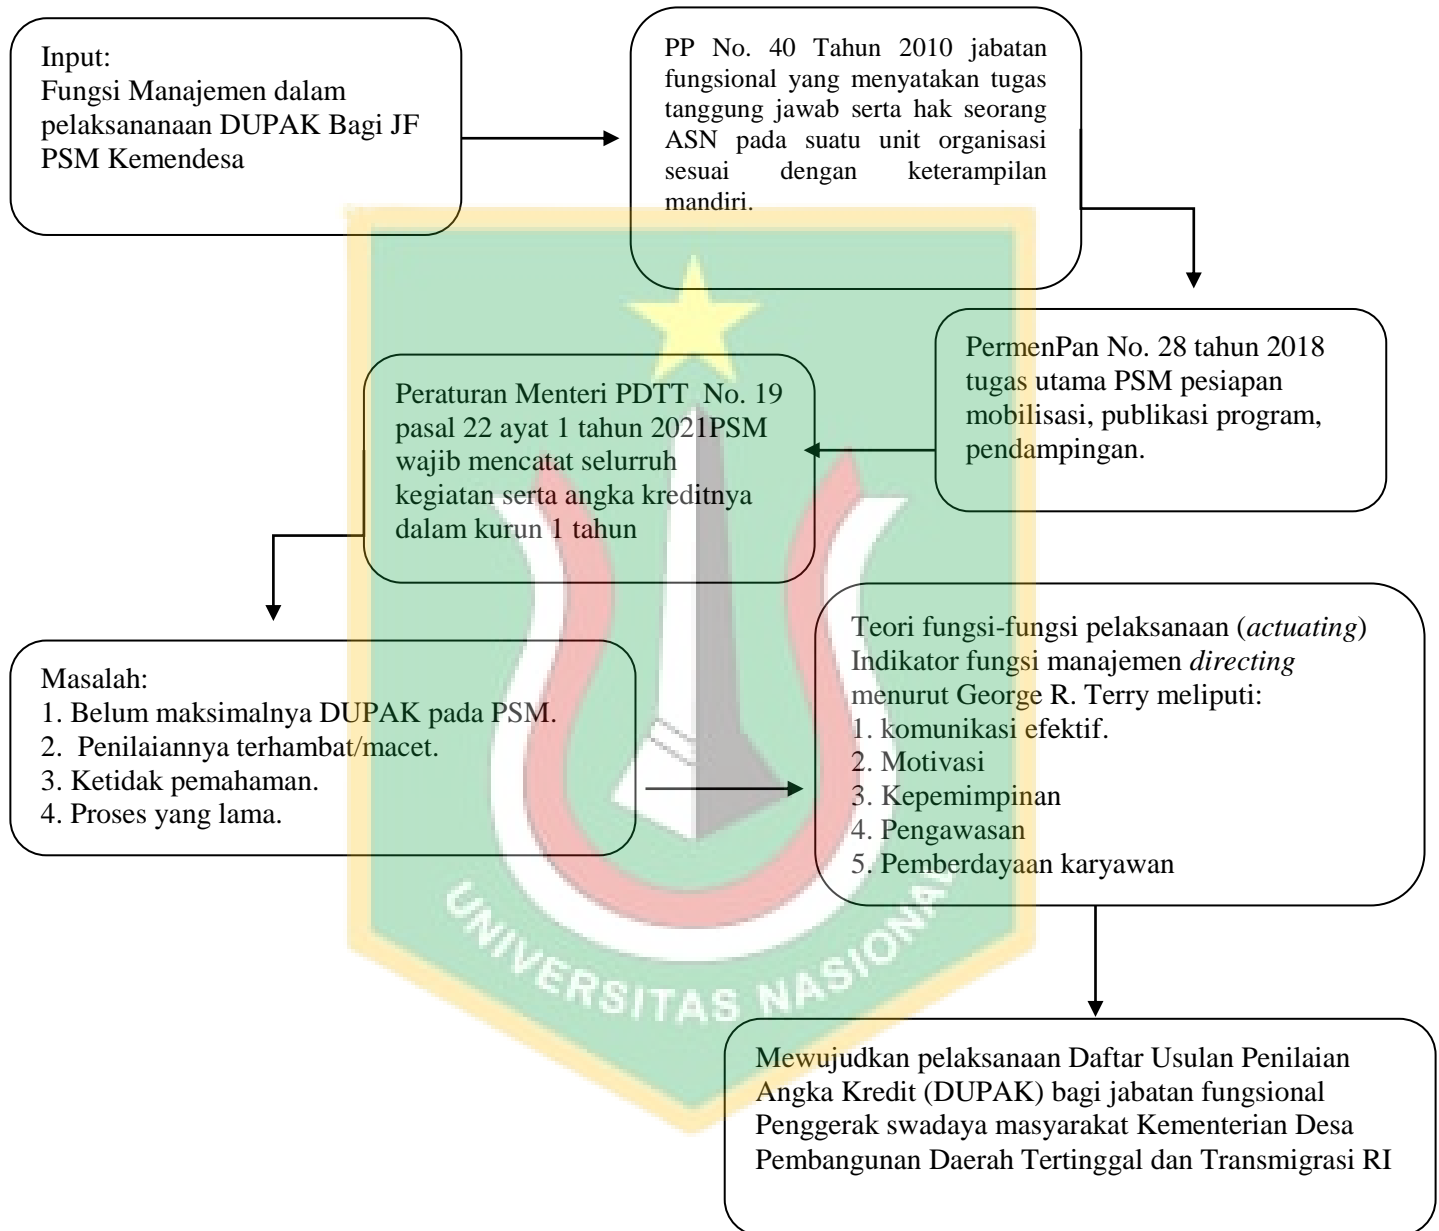 Input:
Fungsi Manajemen dalam
pelaksananaan DUPAK Bagi JF
PSM Kemendesa
PP No. 40 Tahun 2010 jabatan
fungsional yang menyatakan tugas
tanggung jawab serta hak seorang
ASN pada suatu unit organisasi
sesuai dengan keterampilan
mandiri.
PermenPan No. 28 tahun 2018
tugas utama PSM pesiapan
mobilisasi, publikasi program,
pendampingan.
Peraturan Menteri PDTT No. 19
pasal 22 ayat 1 tahun 2021PSM
wajib mencatat selurruh
kegiatan serta angka kreditnya
dalam kurun 1 tahun
Masalah:
1. Belum maksimalnya DUPAK pada PSM.
2. Penilaiannya terhambat/macet.
3. Ketidak pemahaman.
4. Proses yang lama.
Teori fungsi-fungsi pelaksanaan (actuating)
Indikator fungsi manajemen directing
menurut George R. Terry meliputi:
1. komunikasi efektif.
2. Motivasi
3. Kepemimpinan
4. Pengawasan
5. Pemberdayaan karyawan
Mewujudkan pelaksanaan Daftar Usulan Penilaian
Angka Kredit (DUPAK) bagi jabatan fungsional
Penggerak swadaya masyarakat Kementerian Desa
Pembangunan Daerah Tertinggal dan Transmigrasi RI
UNIVERSITAS NASIONAL